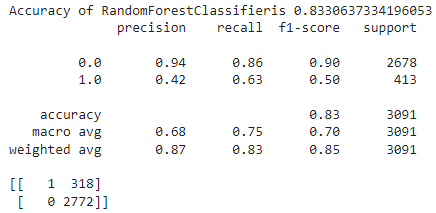 Accuracy of RandomForestClassifieris 0.8330637334196053
precision recall f1-score support
0.0 0.94 0.86 0.90 2678
1.0 0.42 0.63 0.50 413
accuracy 0.83 3091
macro avg 0.68 0.75 0.70 3091
weighted avg 0.87 0.83 0.85 3091
[[ 1 318]
[ 0 2772]]